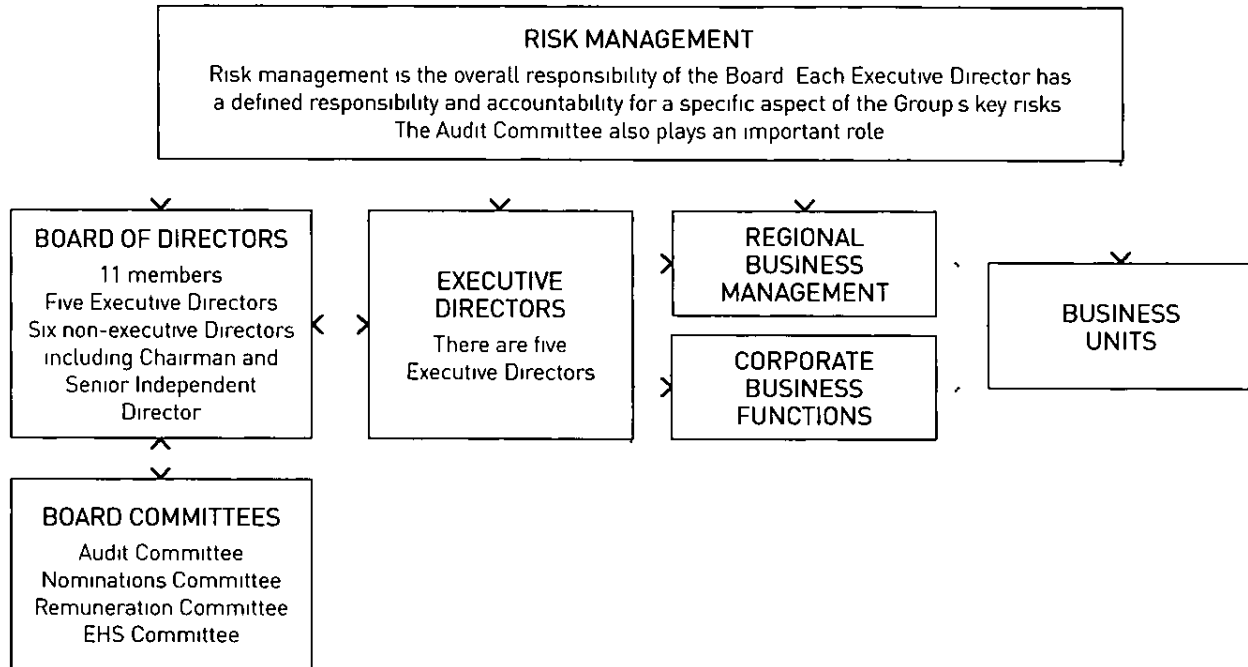 RISK MANAGEMENT
Risk management is the overall responsibility of the Board Each Executive Director has
a defined responsibility and accountability for a specific aspect of the Group s key risks
The Audit Committee also plays an important role
BOARD OF DIRECTORS
11 members
Five Executive Directors
Six non-executive Directors
including Chairman and
Senior Independent
Director
EXECUTIVE
DIRECTORS
There are five
Executive Directors
REGIONAL
BUSINESS
MANAGEMENT
CORPORATE
BUSINESS
FUNCTIONS
BUSINESS
UNITS
BOARD COMMITTEES
Audit Committee
Nominations Committee
Remuneration Committee
EHS Committee